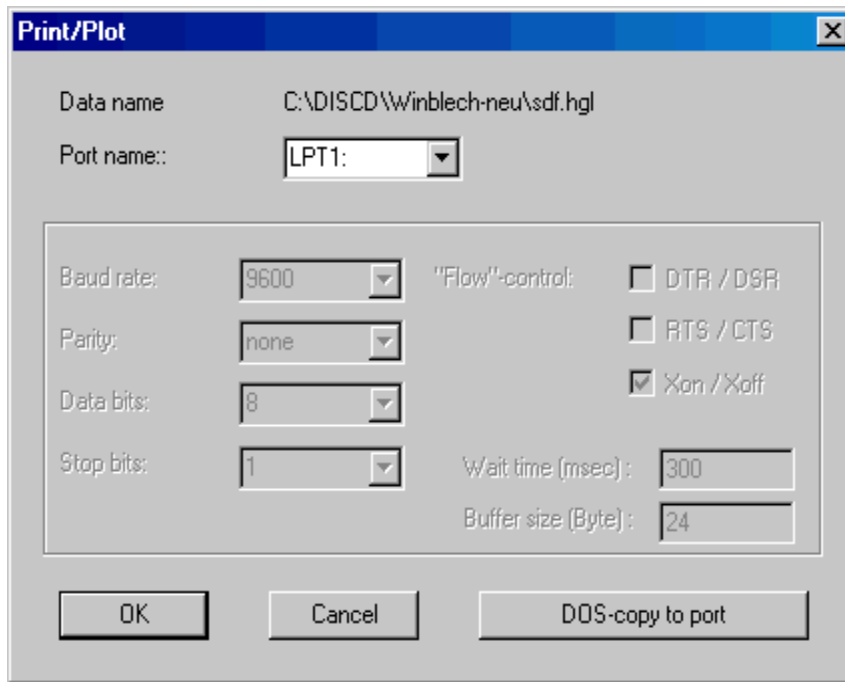 Print/Plot
Data name C:\DISCD\Winblech-neu\sdf.hgl
Port name:: LPT1:
Baud rate: 9600 "Flow"-control: DTR / DSR
Parity: none RTS / CTS
Data bits: 8 Xon / Xoff
Stop bits: 1 Wait time (msec) : 300
Buffer size (Byte) : 24
OK Cancel DOS-copy to port